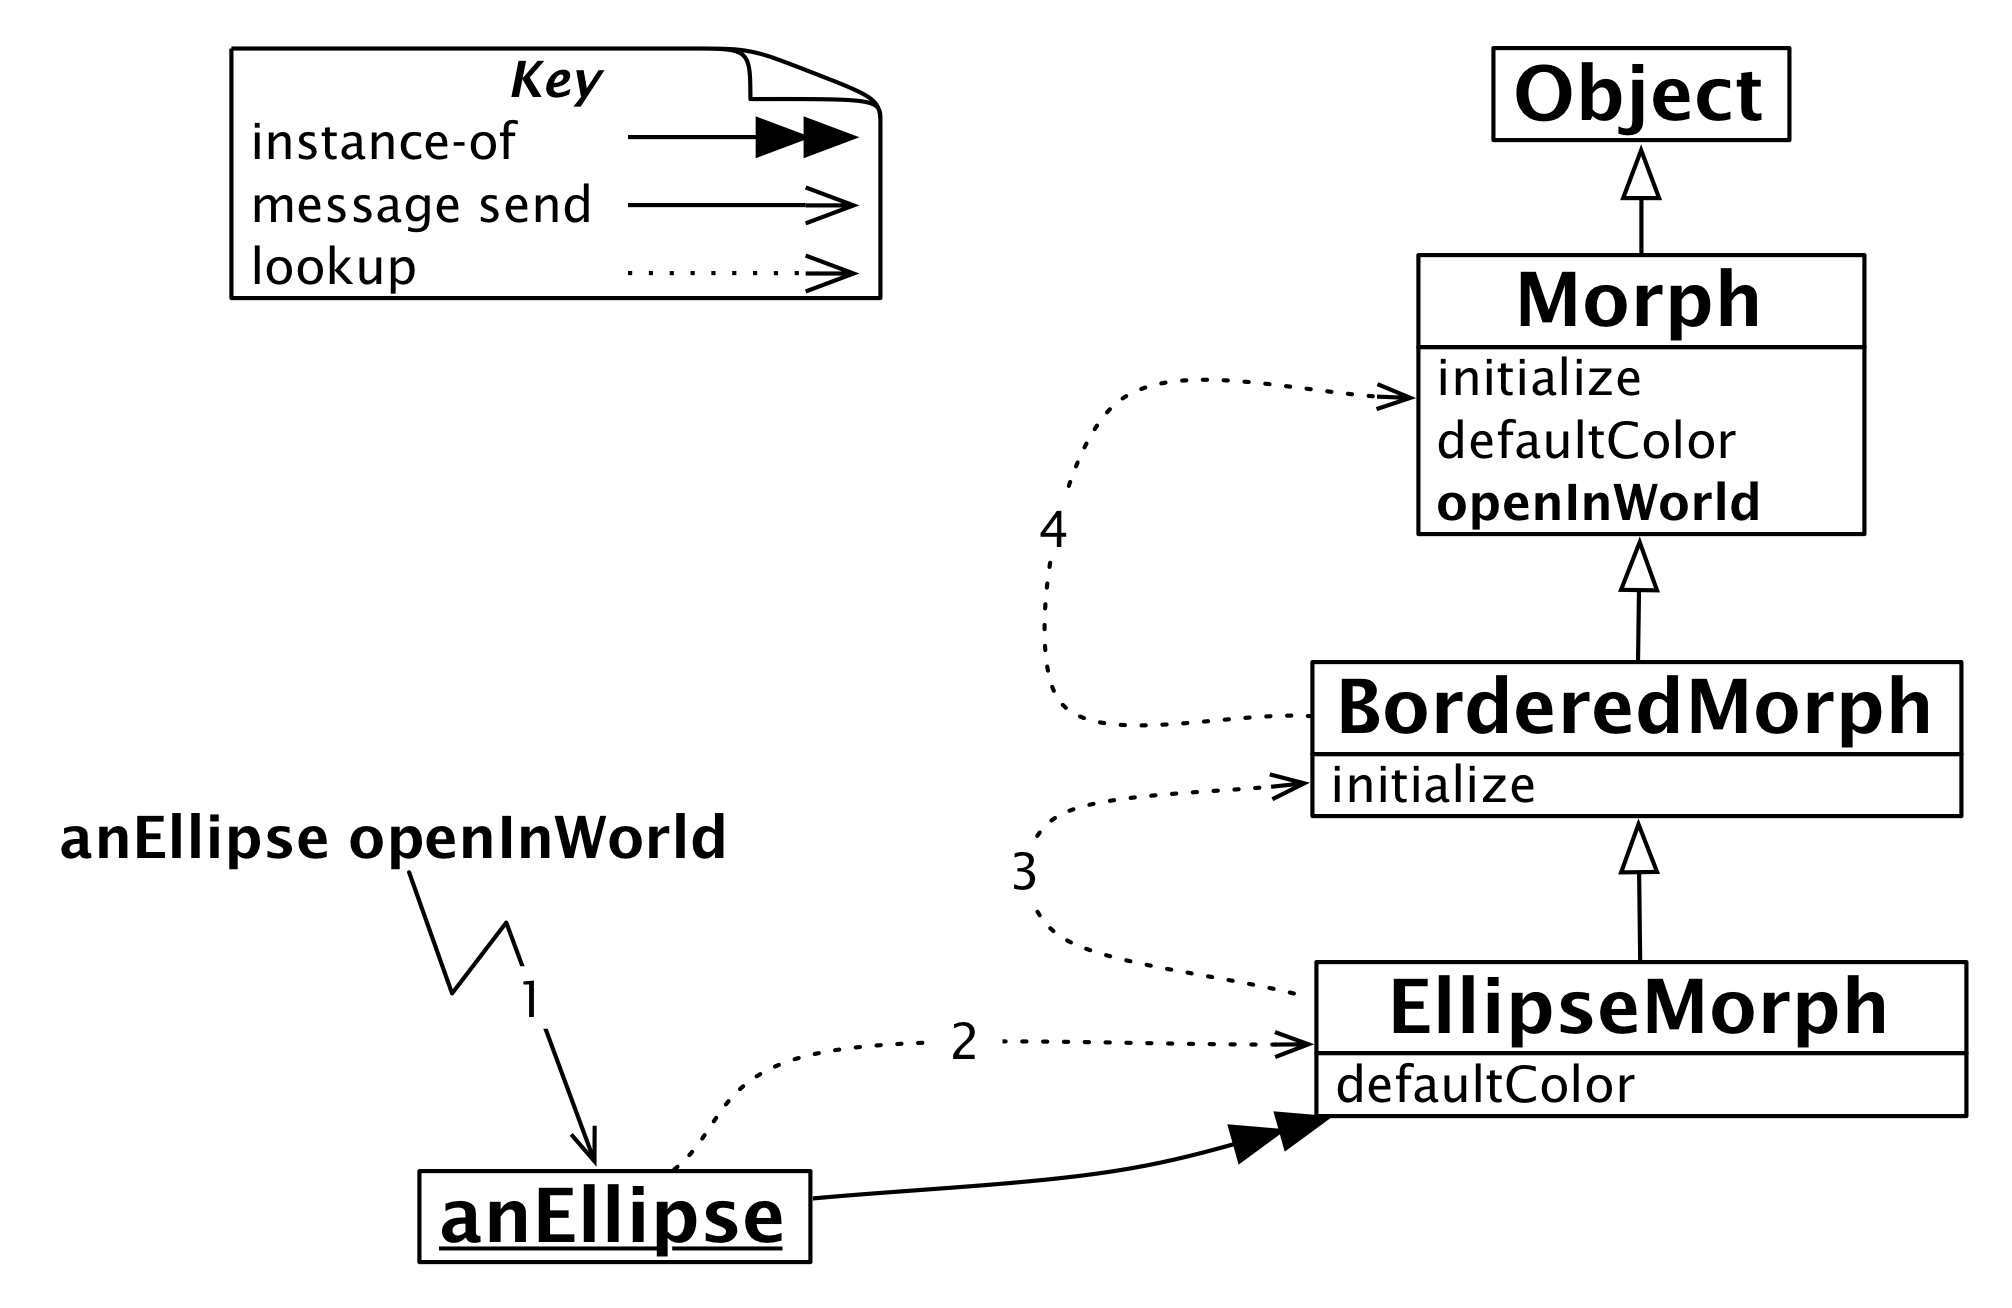 Key
instance-of
message send
lookup
Object
Morph
initialize
defaultColor
openInWorld
4
BorderedMorph
initialize
anEllipse openInWorld
3
1
EllipseMorph
defaultColor
2
anEllipse